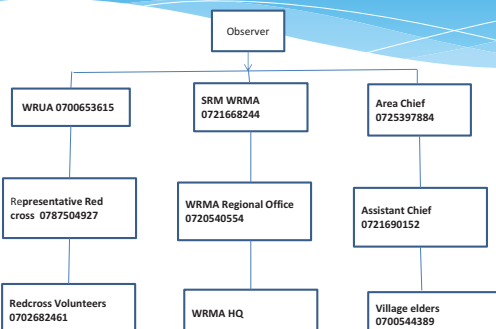 Observer
WRUA 0700653615
SRM WRMA
0721668244
Area Chief
0725397884
Representative Red
cross 0787504927
WRMA Regional Office
0720540554
Assistant Chief
0721690152
Redcross Volunteers
0702682461
WRMA HQ
Village elders
0700544389